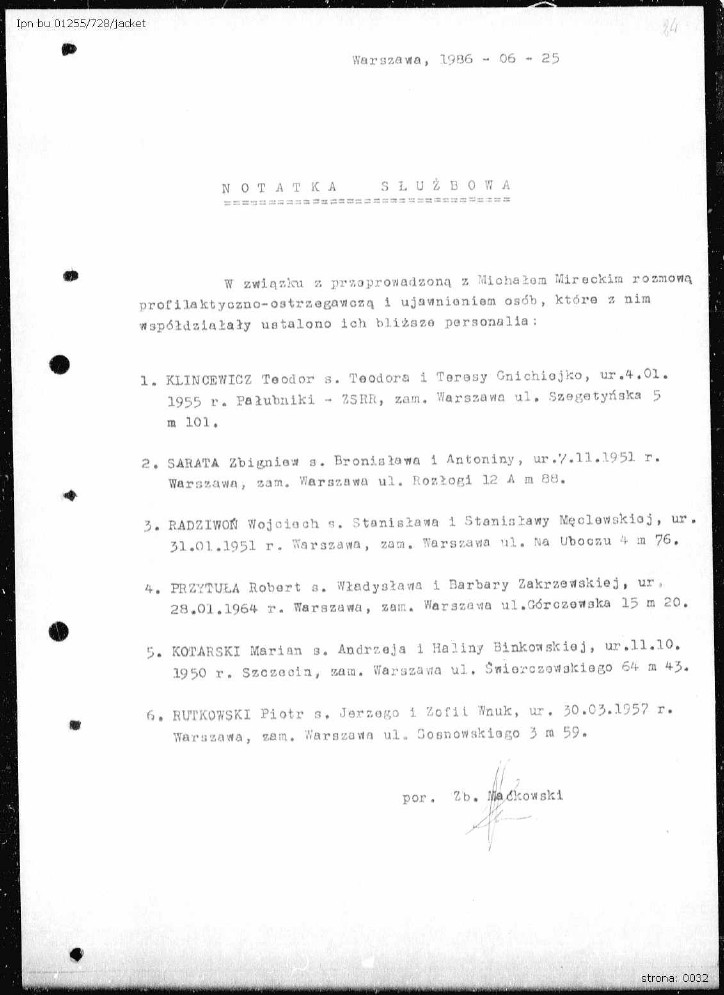 Ipn bu 01255/728/jacket
24
Warszawa, 1986 - 06 - 25
N O T A T K A   S Ł U Ż B O W A
W związku z przeprowadzoną z Michałem Mireckim rozmową
profilaktyczno-ostrzegawczą i ujawnieniem osób, które z nim
współdziałały ustalono ich bliższe personalia:
1. KLINCEWICZ Teodor s. Teodora i Teresy Gnichiejko, ur.4.01.
1955 r. Pałubniki - ZSRR, zam. Warszawa ul. Szegetyńska 5
m 101.
2. SARATA Zbigniew s. Bronisława i Antoniny, ur.7.11.1951 r.
Warszawa, zam. Warszawa ul. Rozłogi 12 A m 88.
3. RADZIWOŃ Wojciech s. Stanisława i Stanisławy Męclewskiej, ur.
31.01.1951 r. Warszawa, zam. Warszawa ul. Na Uboczu 4 m 76.
4. PRZYTUŁA Robert s. Władysława i Barbary Zakrzewskiej, ur.
28.01.1964 r. Warszawa, zam. Warszawa ul.Górczewska 15 m 20.
5. KOTARSKI Marian s. Andrzeja i Haliny Binkowskiej, ur.11.10.
1950 r. Szczecin, zam. Warszawa ul. Świerczewskiego 64 m 43.
6. RUTKOWSKI Piotr s. Jerzego i Zofii Wnuk, ur. 30.03.1957 r.
Warszawa, zam. Warszawa ul. Sosnowskiego 3 m 59.
por. Zb. Maćkowski
strona: 0032